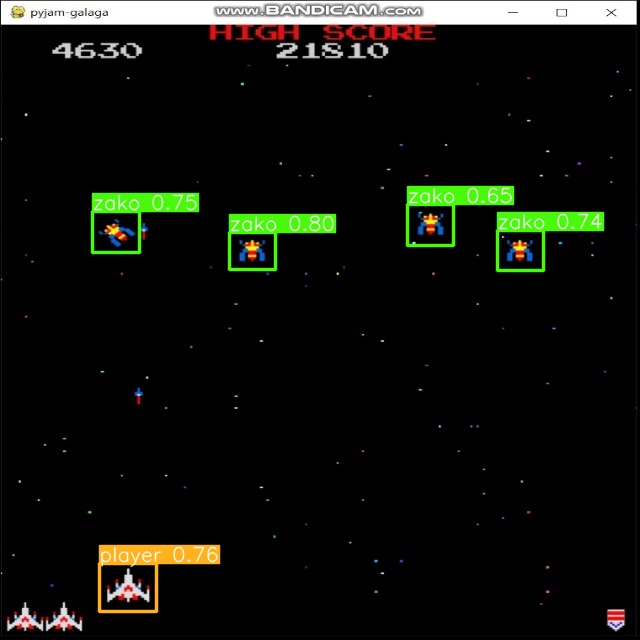 pyjam-galaga
www.BANDICAM.com
HIGH SCORE
4630 21810
zako 0.75
zako 0.80
zako 0.65
zako 0.74
player 0.76